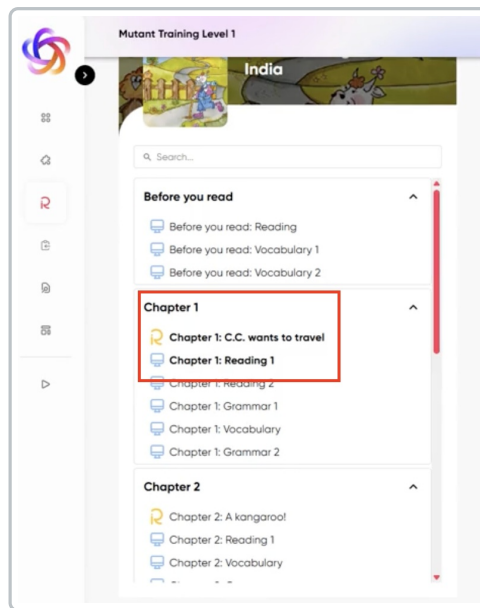 Mutant Training Level 1
India
Search...
Before you read
Before you read: Reading
Before you read: Vocabulary 1
Before you read: Vocabulary 2
Chapter 1
Chapter 1: C.C. wants to travel
Chapter 1: Reading 1
Chapter 1: Reading 2
Chapter 1: Grammar 1
Chapter 1: Vocabulary
Chapter 1: Grammar 2
Chapter 2
Chapter 2: A kangaroo!
Chapter 2: Reading 1
Chapter 2: Vocabulary